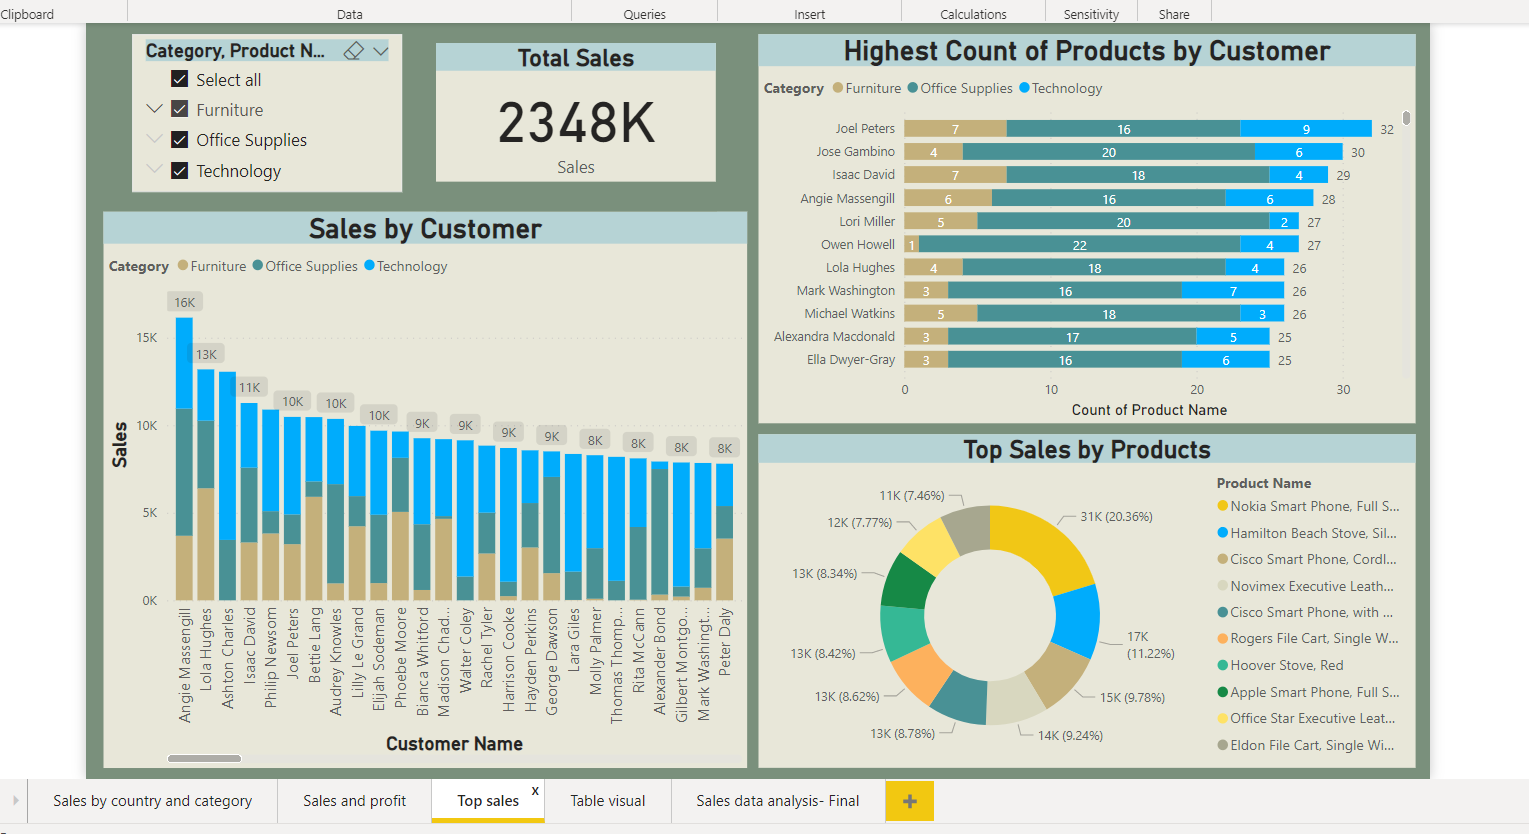 Clipboard
Data
Queries
Insert
Calculations
Sensitivity
Share
Category, Product N...
Select all
Furniture
Office Supplies
Technology
Total Sales
2348K
Sales
Highest Count of Products by Customer
Category Furniture Office Supplies Technology
Joel Peters 7 16 9 32
Jose Gambino 4 20 6 30
Isaac David 7 18 4 29
Angie Massengill 6 16 6 28
Lori Miller 5 20 2 27
Owen Howell 1 22 4 27
Lola Hughes 4 18 4 26
Mark Washington 3 16 7 26
Michael Watkins 5 18 3 26
Alexandra Macdonald 3 17 5 25
Ella Dwyer-Gray 3 16 6 25
0 10 20 30
Count of Product Name
Sales by Customer
Category Furniture Office Supplies Technology
16K
13K
11K
10K
10K
10K
9K
9K
9K
9K
8K
8K
8K
8K
15K
10K
5K
0K
Sales
Angie Massengill
Lola Hughes
Ashton Charles
Isaac David
Philip Newsom
Joel Peters
Bettie Lang
Audrey Knowles
Lilly Le Grand
Elijah Sodeman
Phoebe Moore
Bianca Whitford
Madison Chad...
Walter Coley
Rachel Tyler
Harrison Cooke
Hayden Perkins
George Dawson
Lara Giles
Molly Palmer
Thomas Thomp...
Rita McCann
Alexander Bond
Gilbert Montgo...
Mark Washingt...
Peter Daly
Customer Name
Top Sales by Products
31K (20.36%)
17K
(11.22%)
15K (9.78%)
14K (9.24%)
13K (8.78%)
13K (8.62%)
13K (8.42%)
13K (8.34%)
12K (7.77%)
11K (7.46%)
Product Name
Nokia Smart Phone, Full S...
Hamilton Beach Stove, Sil...
Cisco Smart Phone, Cordl...
Novimex Executive Leath...
Cisco Smart Phone, with ...
Rogers File Cart, Single W...
Hoover Stove, Red
Apple Smart Phone, Full S...
Office Star Executive Leat...
Eldon File Cart, Single Wi...
Sales by country and category
Sales and profit
Top sales x
Table visual
Sales data analysis- Final
+